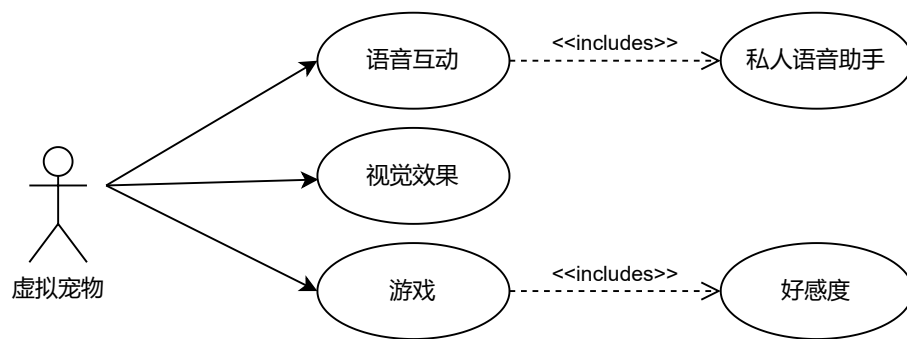 语音互动
<<includes>>
私人语音助手
视觉效果
虚拟宠物
游戏
<<includes>>
好感度